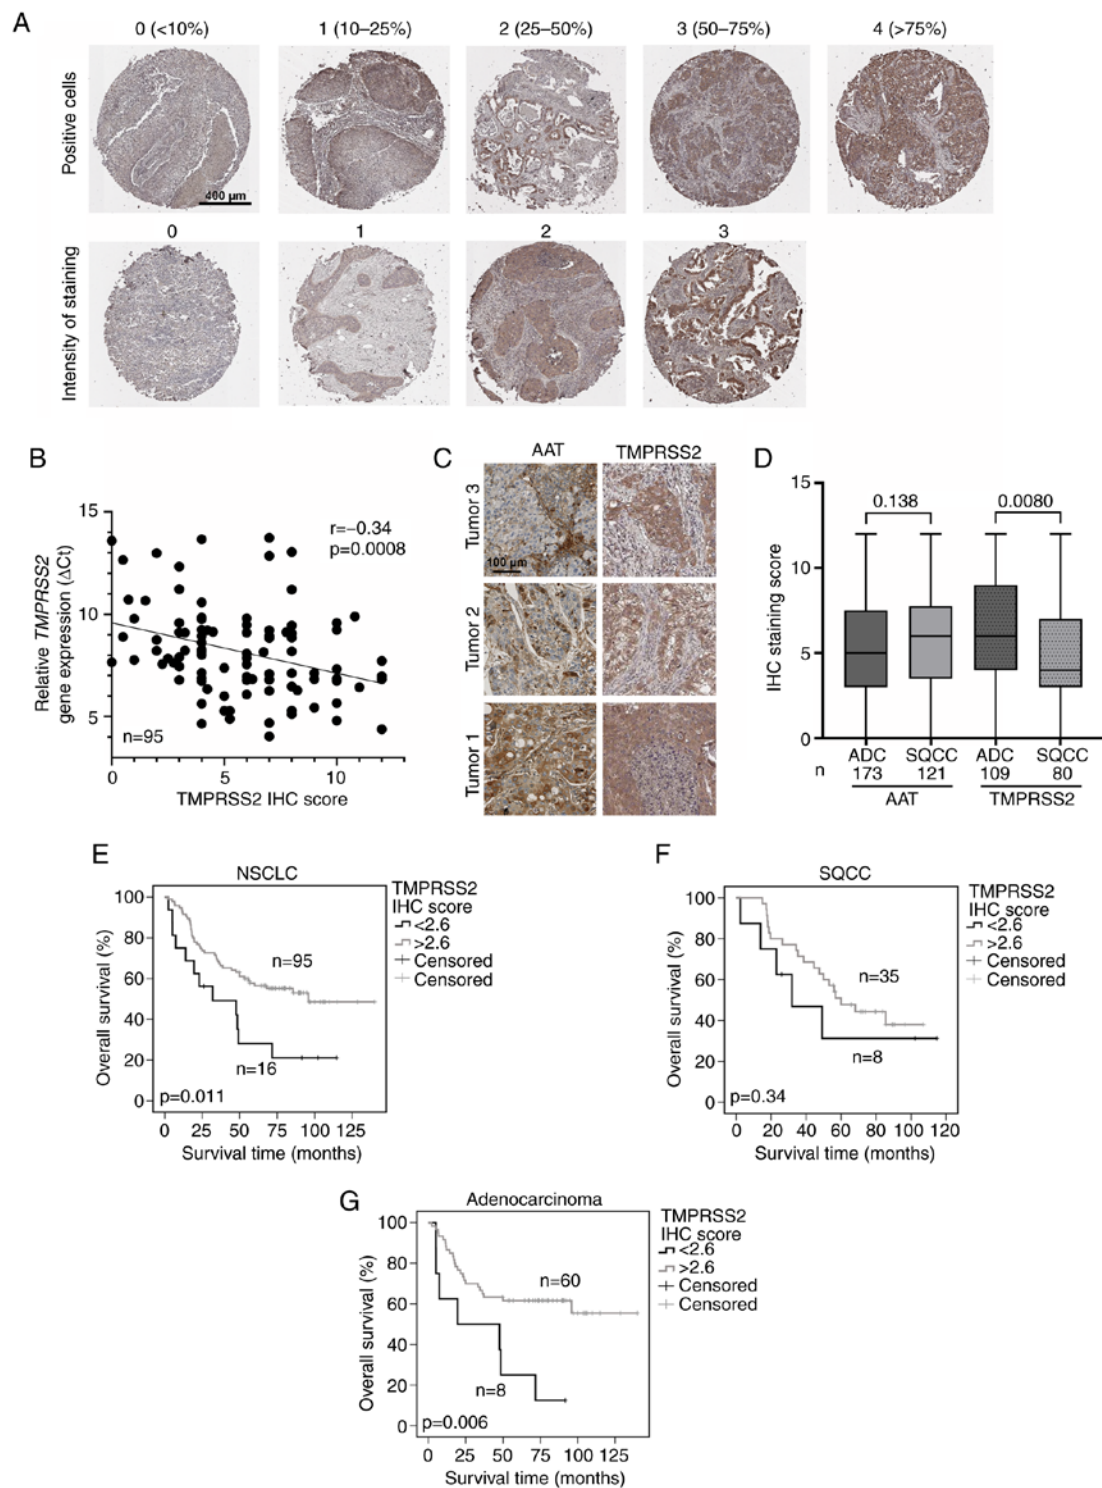 A
0 (<10%) 1 (10–25%) 2 (25–50%) 3 (50–75%) 4 (>75%)
Positive cells
400 µm
0 1 2 3
Intensity of staining
B
Relative TMPRSS2
gene expression (ΔCt)
15
10
5
r=−0.34
p=0.0008
n=95
0 5 10
TMPRSS2 IHC score
C
AAT TMPRSS2
Tumor 3
100 µm
Tumor 2
Tumor 1
D
IHC staining score
15
10
5
0
0.138 0.0080
ADC SQCC ADC SQCC
n 173 121 109 80
AAT TMPRSS2
E
NSCLC
Overall survival (%)
100
80
60
40
20
0
n=95
n=16
p=0.011
0 25 50 75 100 125
Survival time (months)
TMPRSS2
IHC score
<2.6
>2.6
Censored
Censored
F
SQCC
Overall survival (%)
100
80
60
40
20
0
n=35
n=8
p=0.34
0 20 40 60 80 100 120
Survival time (months)
TMPRSS2
IHC score
<2.6
>2.6
Censored
Censored
G
Adenocarcinoma
Overall survival (%)
100
80
60
40
20
0
n=60
n=8
p=0.006
0 25 50 75 100 125
Survival time (months)
TMPRSS2
IHC score
<2.6
>2.6
Censored
Censored